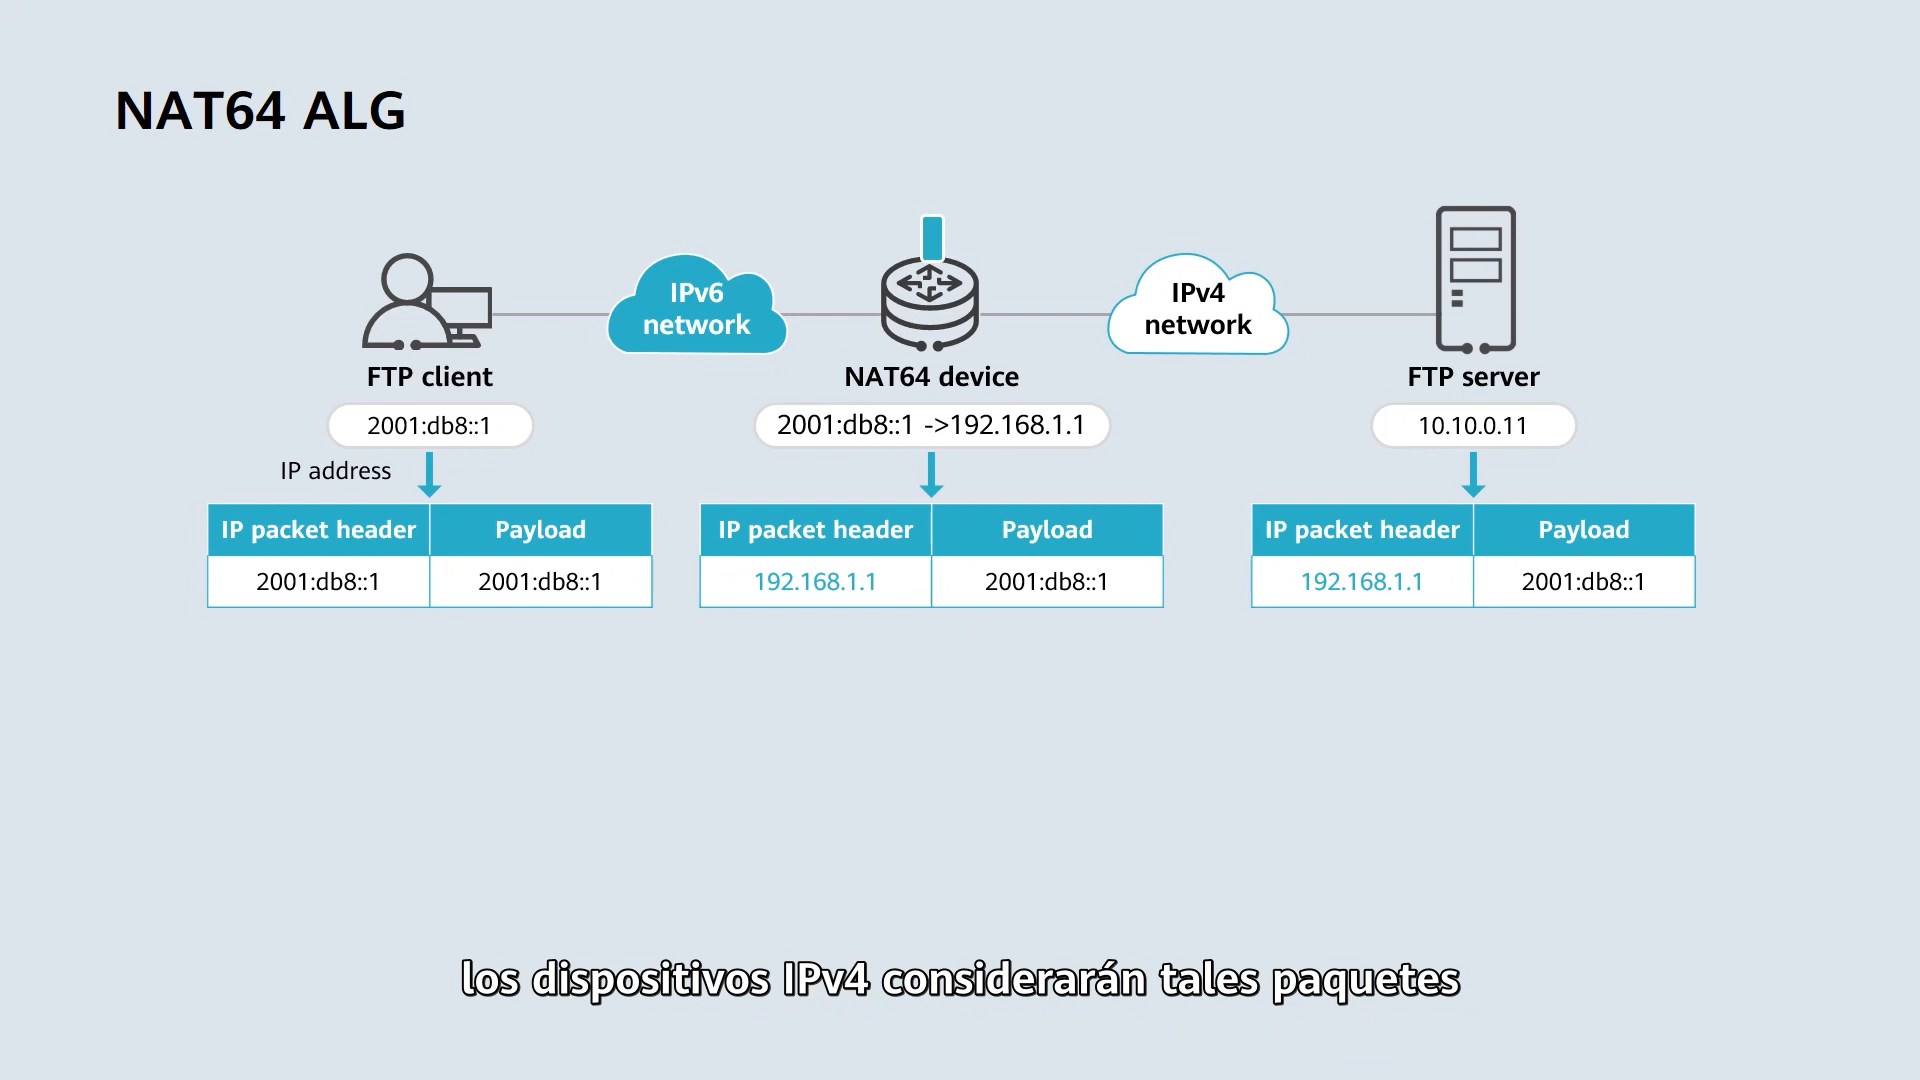 NAT64 ALG
IPv6
network
IPv4
network
FTP client
NAT64 device
FTP server
2001:db8::1
2001:db8::1 ->192.168.1.1
10.10.0.11
IP address
IP packet header Payload
2001:db8::1 2001:db8::1
IP packet header Payload
192.168.1.1 2001:db8::1
IP packet header Payload
192.168.1.1 2001:db8::1
los dispositivos IPv4 considerarán tales paquetes